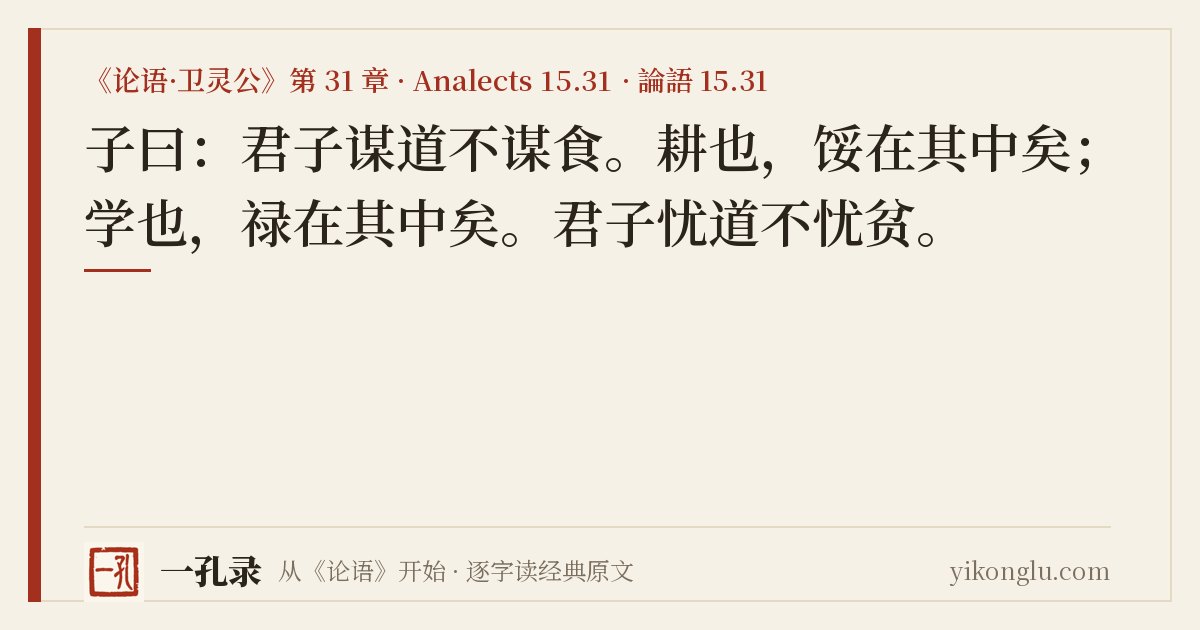 《论语·卫灵公》第 31 章 · Analects 15.31 · 論語 15.31
子曰：君子谋道不谋食。耕也，馁在其中矣；
学也，禄在其中矣。君子忧道不忧贫。
一孔
一孔录 从《论语》开始 · 逐字读经典原文 yikonglu.com